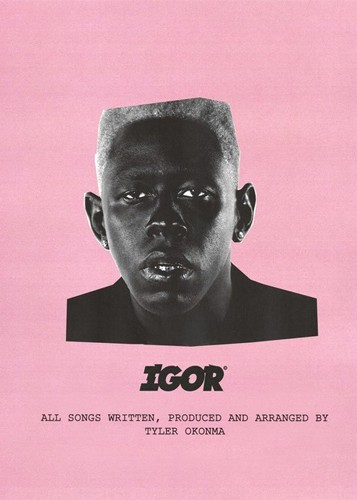 IGOR®
ALL SONGS WRITTEN, PRODUCED AND ARRANGED BY
TYLER OKONMA